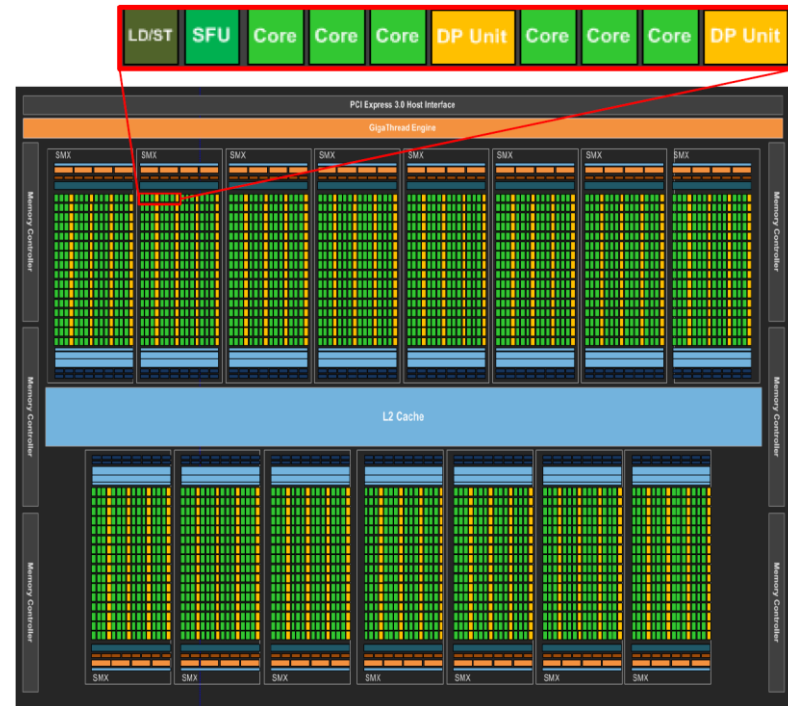 LD/ST SFU Core Core Core DP Unit Core Core Core DP Unit
PCI Express 3.0 Host Interface
GigaThread Engine
SMX SMX SMX SMX SMX SMX SMX SMX
Memory Controller
Memory Controller
Memory Controller
Memory Controller
L2 Cache
Memory Controller
Memory Controller
SMX SMX SMX SMX SMX SMX SMX